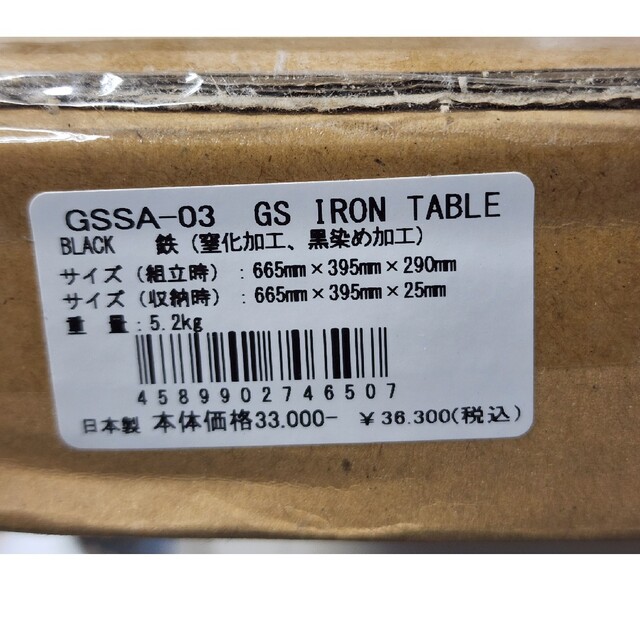 GSSA-03 GS IRON TABLE
BLACK 鉄（窒化加工、黒染め加工）
サイズ（組立時）：665mm×395mm×290mm
サイズ（収納時）：665mm×395mm×25mm
重 量：5.2kg
4589902746507
日本製 本体価格33.000- ￥36.300(税込)